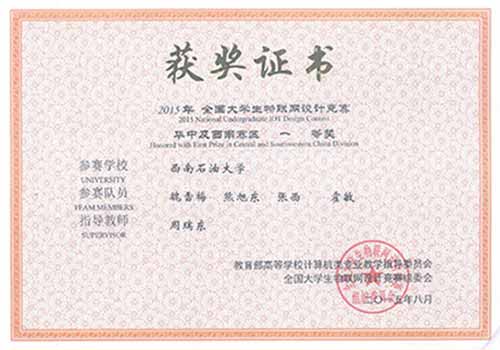 获奖证书
2015年 全国大学生物联网设计竞赛
2015 National Undergraduate IOT Design Contest
华中及西南赛区 一 等奖
Honored with First Prize in Central and Southwestern China Division
参赛学校 西南石油大学
UNIVERSITY
参赛队员 熊旭东 张西 霍敏
TEAM MEMBERS
指导教师 周瑞东
SUPERVISOR
教育部高等学校计算机类专业教学指导委员会
全国大学生物联网设计竞赛组委会
二〇一五年八月